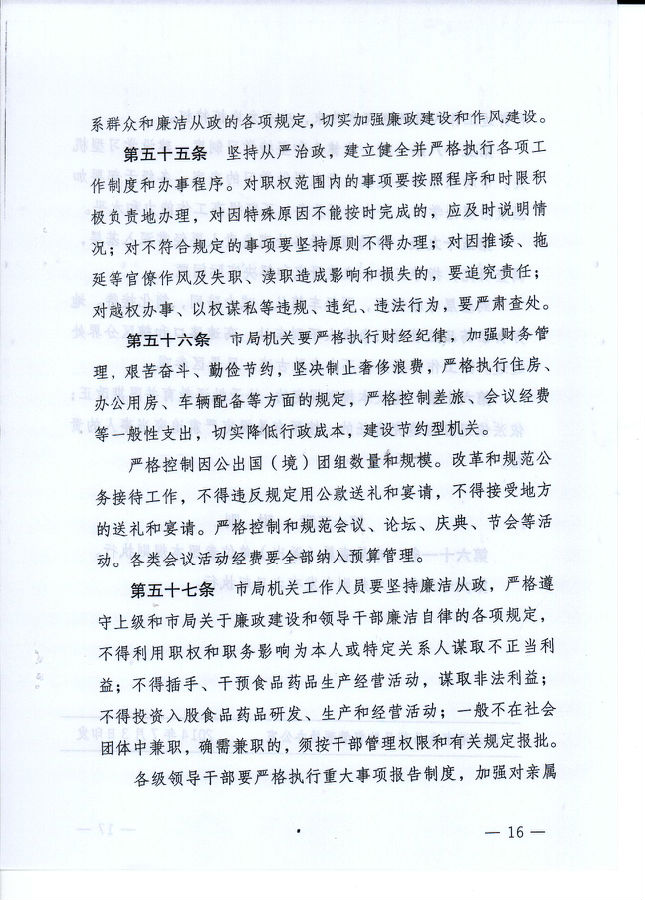 系群众和廉洁从政的各项规定，切实加强廉政建设和作风建设。
第五十五条　坚持从严治政，建立健全并严格执行各项工
作制度和办事程序。对职权范围内的事项要按照程序和时限积
极负责地办理，对因特殊原因不能按时完成的，应及时说明情
况；对不符合规定的事项要坚持原则不得办理；对因推诿、拖
延等官僚作风及失职、渎职造成影响和损失的，要追究责任；
对越权办事、以权谋私等违规、违纪、违法行为，要严肃查处。
第五十六条　市局机关要严格执行财经纪律，加强财务管
理，艰苦奋斗、勤俭节约，坚决制止奢侈浪费，严格执行住房、
办公用房、车辆配备等方面的规定，严格控制差旅、会议经费
等一般性支出，切实降低行政成本，建设节约型机关。
严格控制因公出国（境）团组数量和规模。改革和规范公
务接待工作，不得违反规定用公款送礼和宴请，不得接受地方
的送礼和宴请。严格控制和规范会议、论坛、庆典、节会等活
动。各类会议活动经费要全部纳入预算管理。
第五十七条　市局机关工作人员要坚持廉洁从政，严格遵
守上级和市局关于廉政建设和领导干部廉洁自律的各项规定，
不得利用职权和职务影响为本人或特定关系人谋取不正当利
益；不得插手、干预食品药品生产经营活动，谋取非法利益；
不得投资入股食品药品研发、生产和经营活动；一般不在社会
团体中兼职，确需兼职的，须按干部管理权限和有关规定报批。
各级领导干部要严格执行重大事项报告制度，加强对亲属
— 16 —